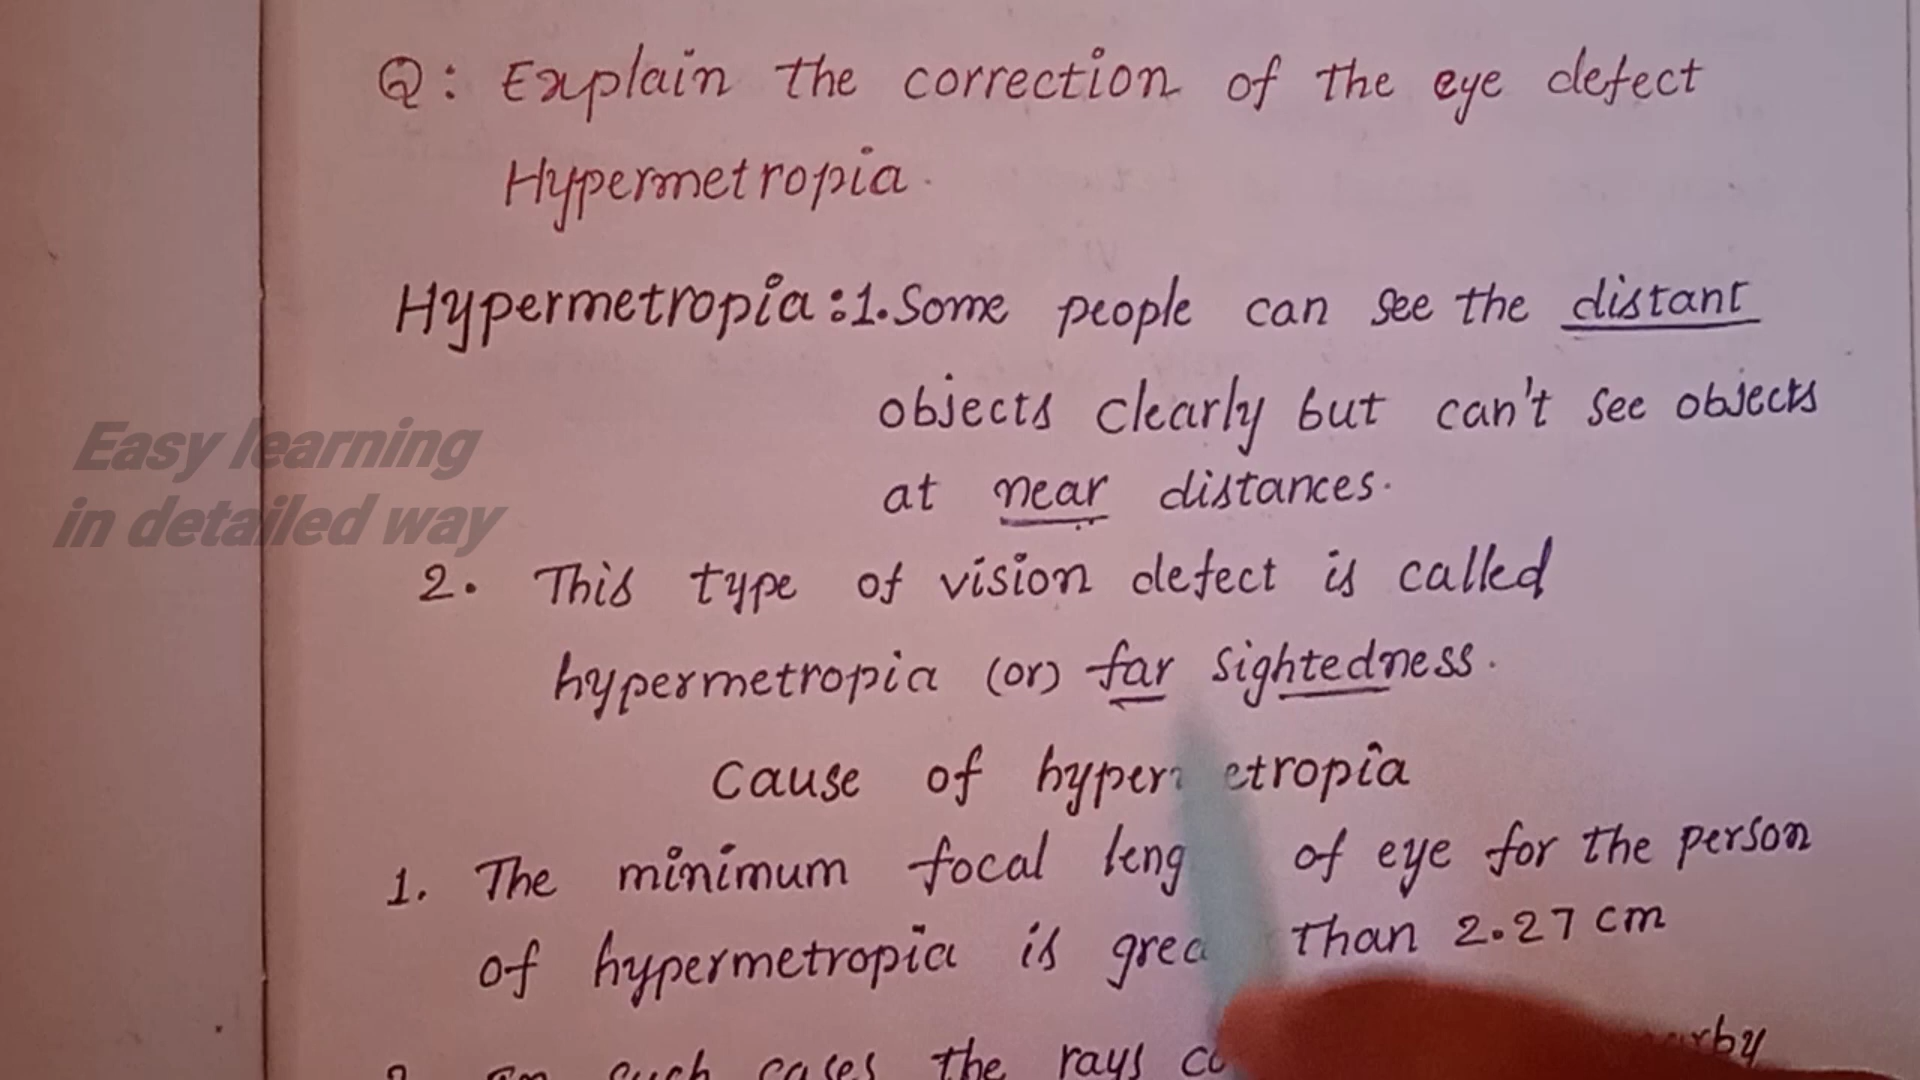 Q: Explain the correction of the eye defect
Hypermetropia.
Hypermetropia: 1. Some people can see the distant
objects clearly but can't see objects
at near distances.
Easy learning
in detailed way
2. This type of vision defect is called
hypermetropia (or) far sightedness.
Cause of hyper etropia
1. The minimum focal leng of eye for the person
of hypermetropia is grea than 2.27 cm
such cases the rays